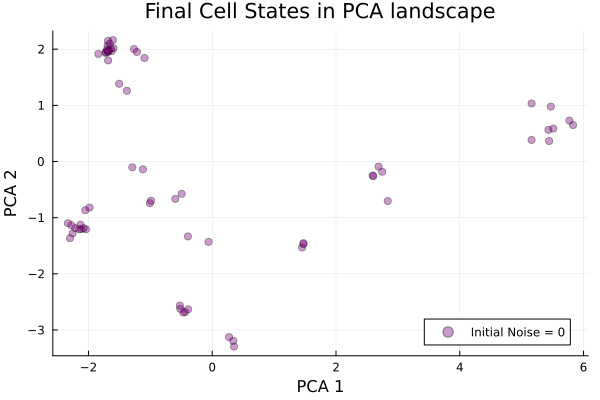 Final Cell States in PCA landscape
PCA 2
2
1
0
−1
−2
−3
Initial Noise = 0
−2
0
2
4
6
PCA 1